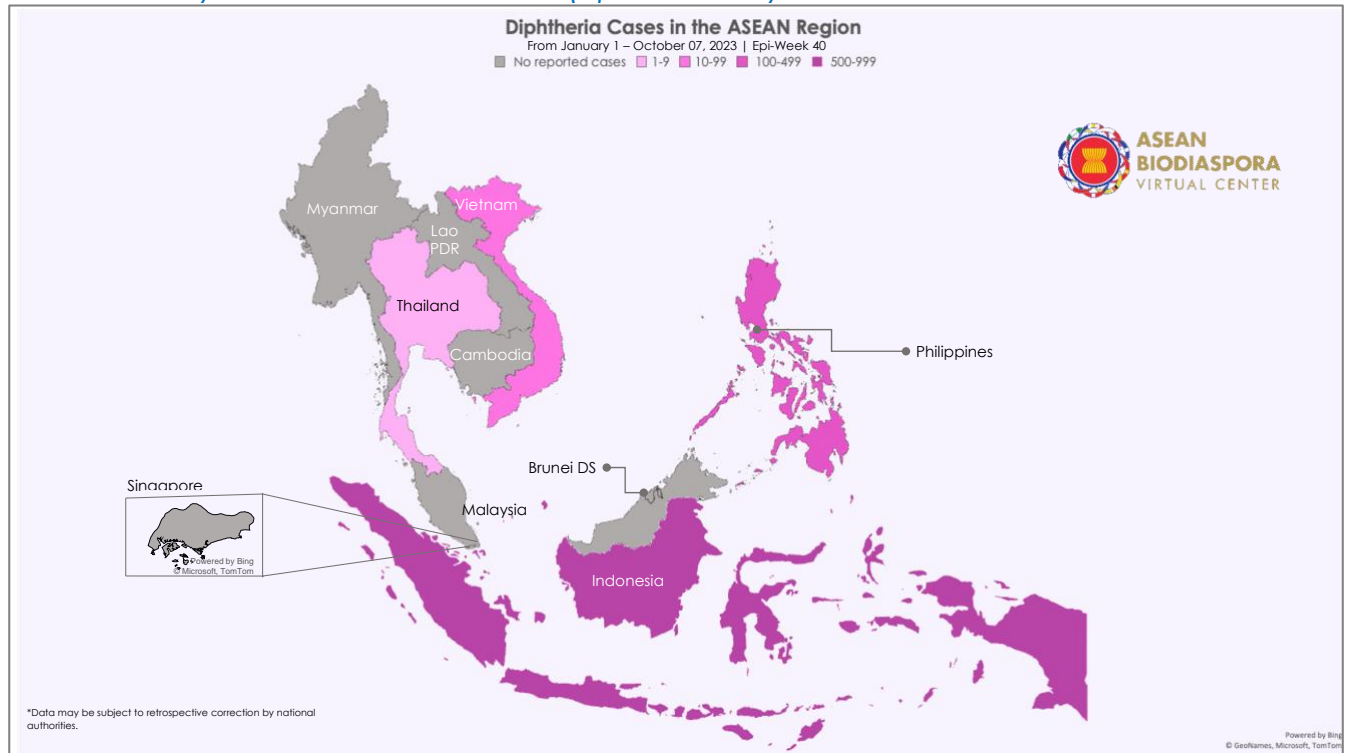 Diphtheria Cases in the ASEAN Region
From January 1 – October 07, 2023 | Epi-Week 40
No reported cases 1-9 10-99 100-499 500-999
ASEAN
BIODIASPORA
VIRTUAL CENTER
Myanmar
Vietnam
Lao
PDR
Thailand
Cambodia
Philippines
Brunei DS
Singapore
Malaysia
Powered by Bing
© Microsoft, TomTom
Indonesia
*Data may be subject to retrospective correction by national
authorities.
Powered by Bing
© GeoNames, Microsoft, TomTom